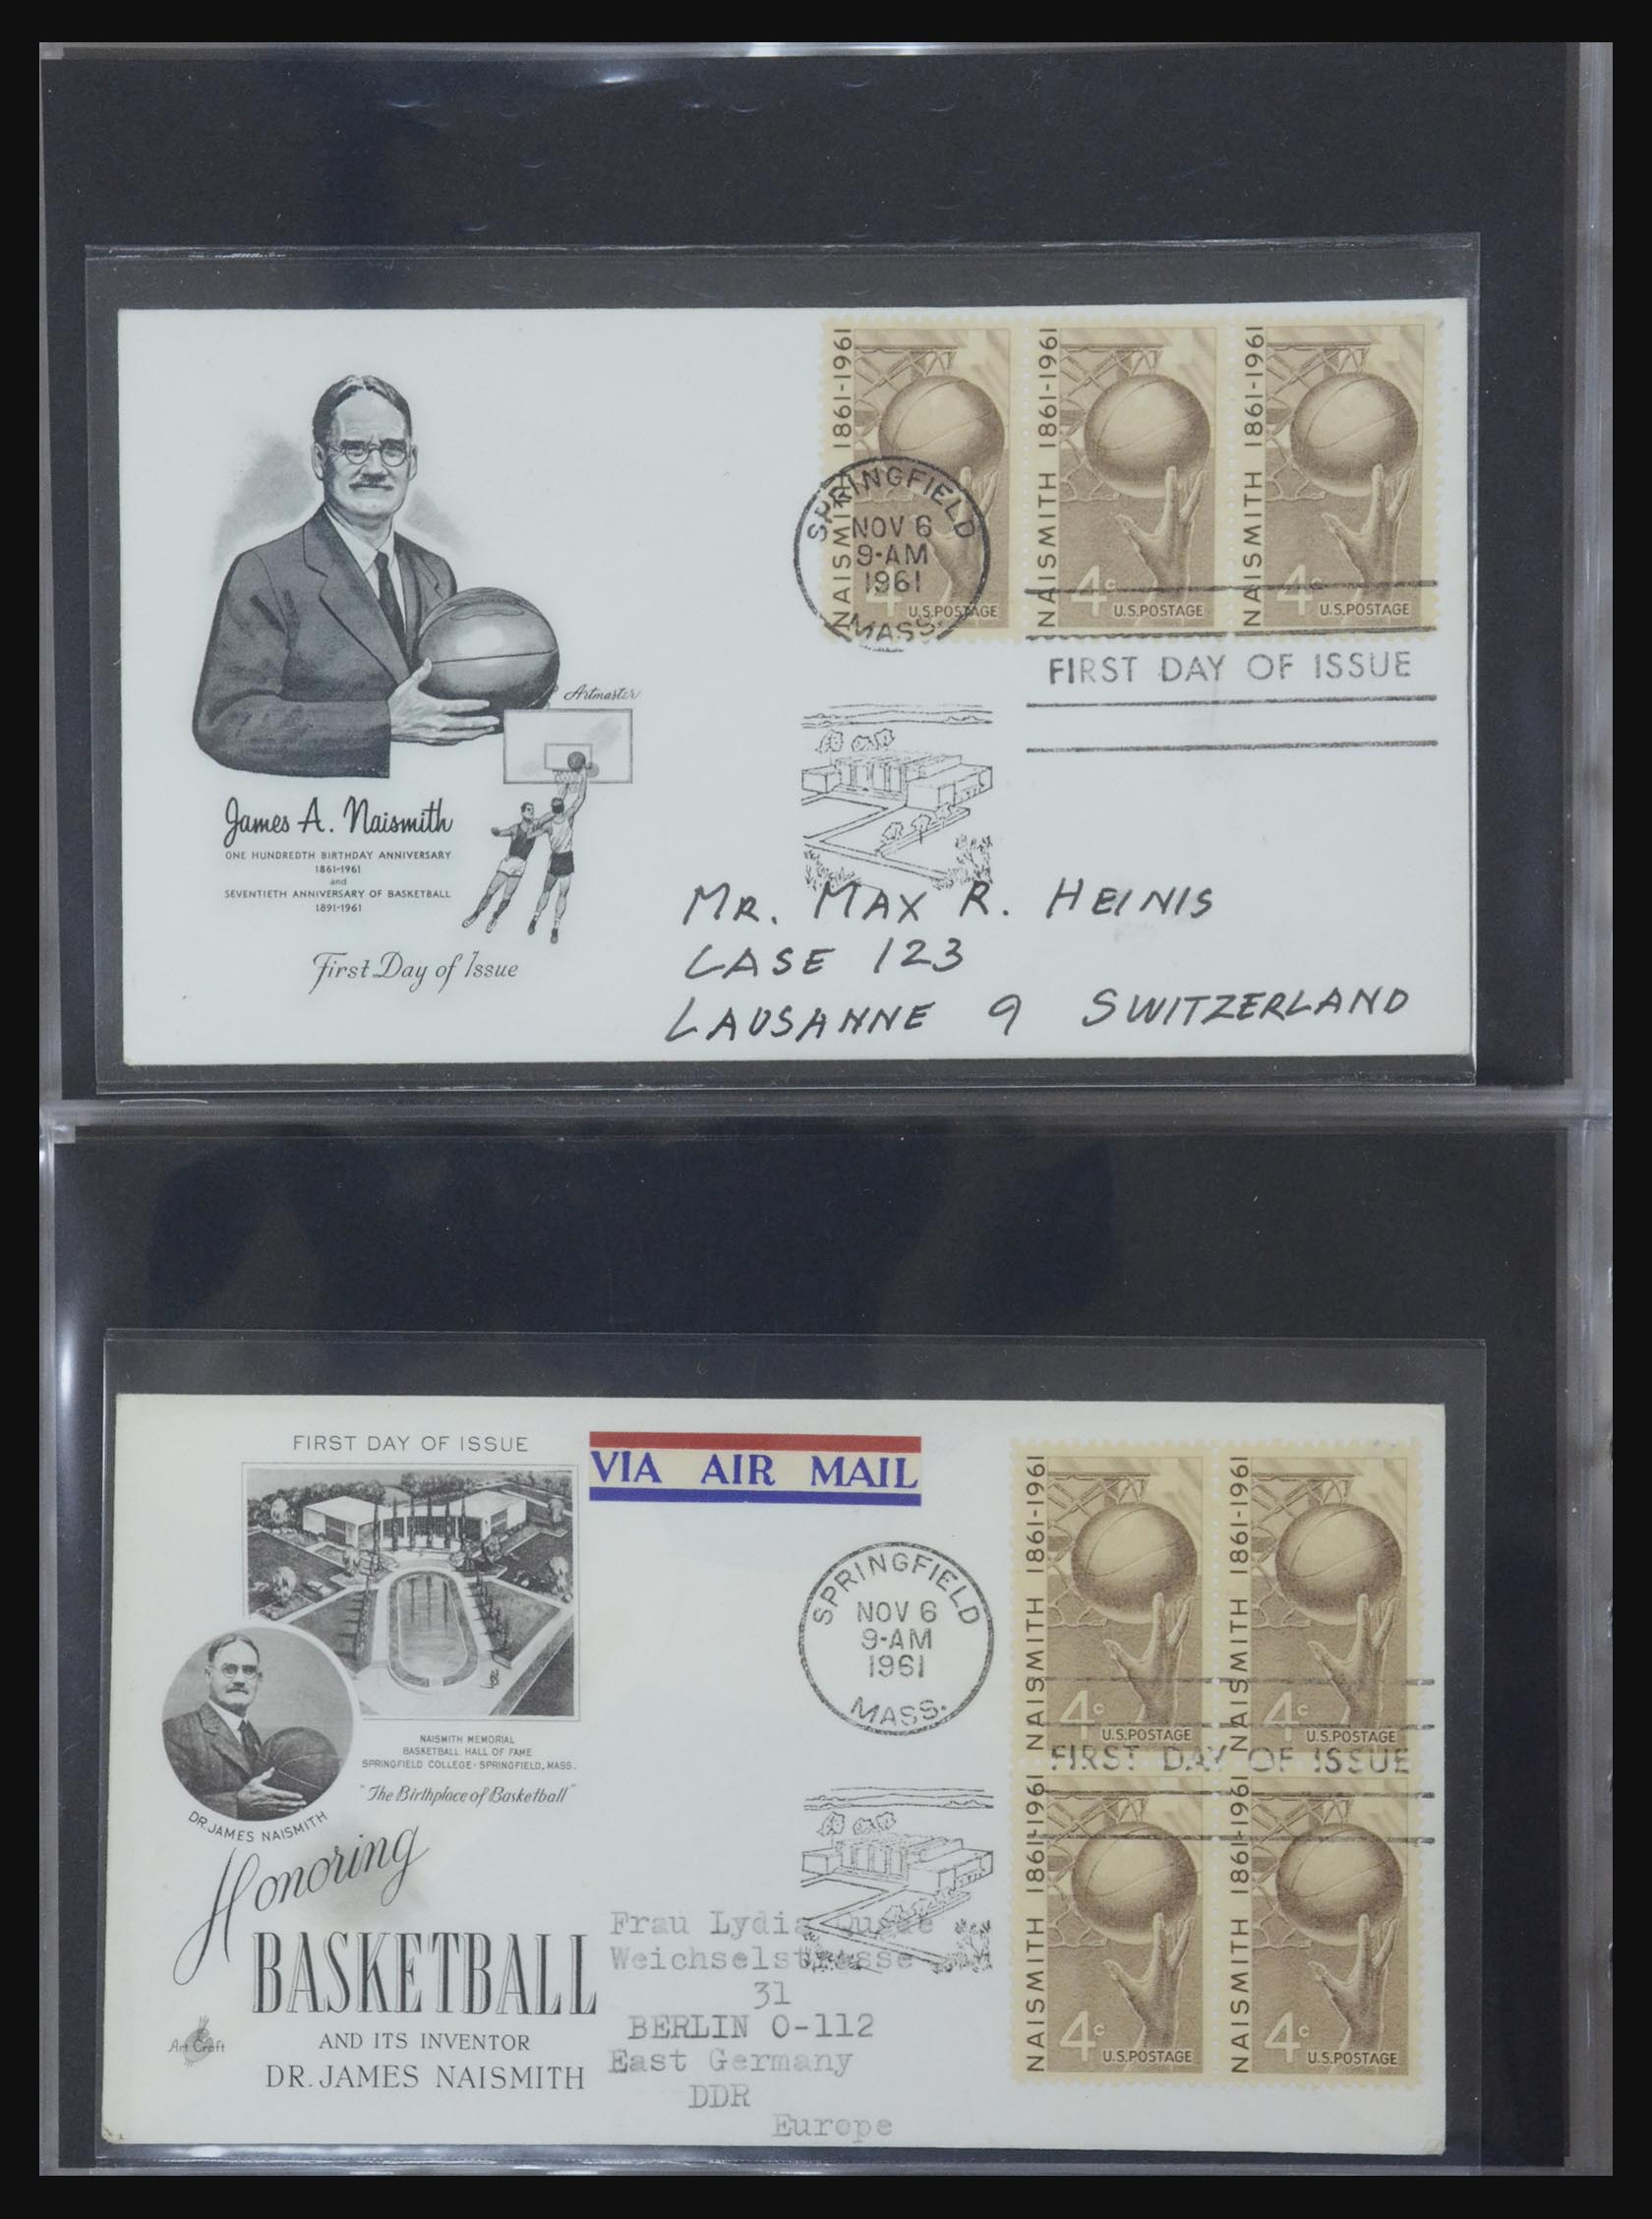 NAISMITH 1861-1961
NAISMITH 1861-1961
NAISMITH 1861-1961
SPRINGFIELD
NOV 6
9-AM
1961
MASS.
4
U.S.POSTAGE
4c
U.S.POSTAGE
4c
U.S.POSTAGE
FIRST DAY OF ISSUE
Artmaster
James A. Naismith
ONE HUNDREDTH BIRTHDAY ANNIVERSARY
1861-1961
and
SEVENTIETH ANNIVERSARY OF BASKETBALL
1891-1961
First Day of Issue
MR. MAX R. HEINIS
CASE 123
LAUSANNE 9 SWITZERLAND
FIRST DAY OF ISSUE
VIA AIR MAIL
NAISMITH 1861-1961
NAISMITH 1861-1961
SPRINGFIELD
NOV 6
9-AM
1961
MASS.
4c
U.S.POSTAGE
4c
U.S.POSTAGE
FIRST DAY OF ISSUE
NAISMITH MEMORIAL
BASKETBALL HALL OF FAME
SPRINGFIELD COLLEGE - SPRINGFIELD, MASS.
"The Birthplace of Basketball"
DR. JAMES NAISMITH
Honoring
BASKETBALL
AND ITS INVENTOR
DR. JAMES NAISMITH
Art Craft
Frau Lydia
Weichselstrasse
31
BERLIN O-112
East Germany
DDR
Europe
NAISMITH 1861-1961
NAISMITH 1861-1961
4c
U.S.POSTAGE
4c
U.S.POSTAGE